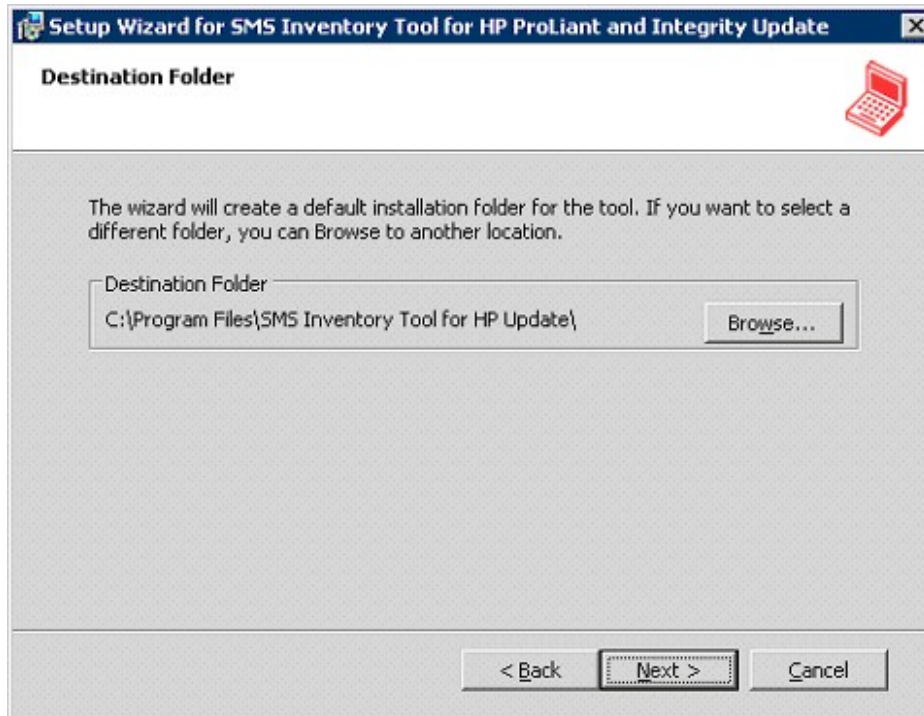 Setup Wizard for SMS Inventory Tool for HP ProLiant and Integrity Update
Destination Folder
The wizard will create a default installation folder for the tool. If you want to select a
different folder, you can Browse to another location.
Destination Folder
C:\Program Files\SMS Inventory Tool for HP Update\
Browse...
< Back
Next >
Cancel